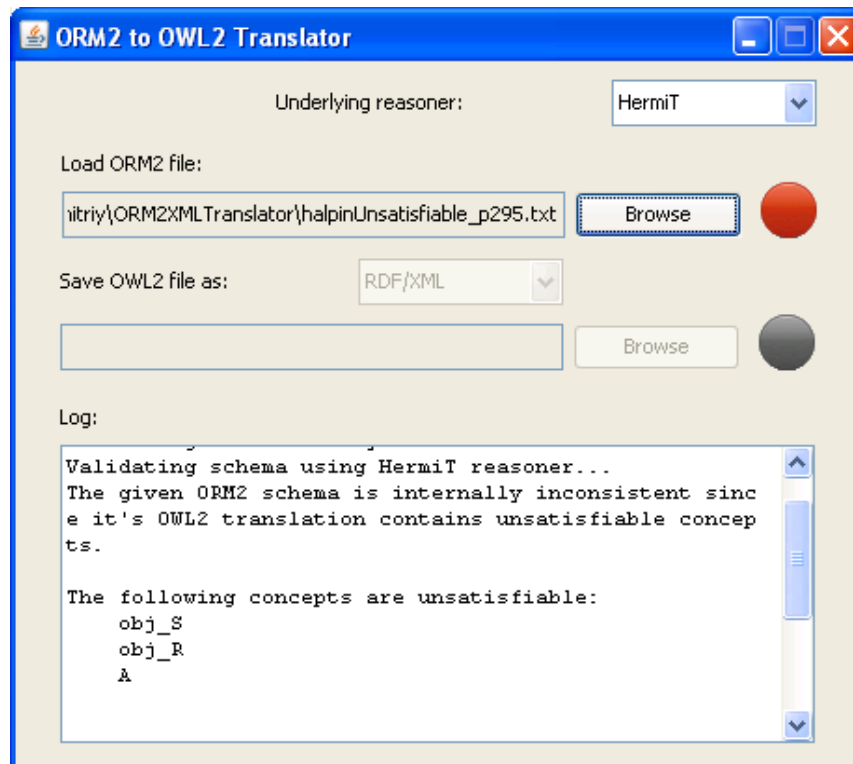 ORM2 to OWL2 Translator
Underlying reasoner:
HermiT
Load ORM2 file:
nitriy\ORM2XMLTranslator\halpinUnsatisfiable_p295.txt
Browse
Save OWL2 file as:
RDF/XML
Browse
Log:
Validating schema using HermiT reasoner...
The given ORM2 schema is internally inconsistent sinc
e it's OWL2 translation contains unsatisfiable concep
ts.
The following concepts are unsatisfiable:
obj_S
obj_R
A